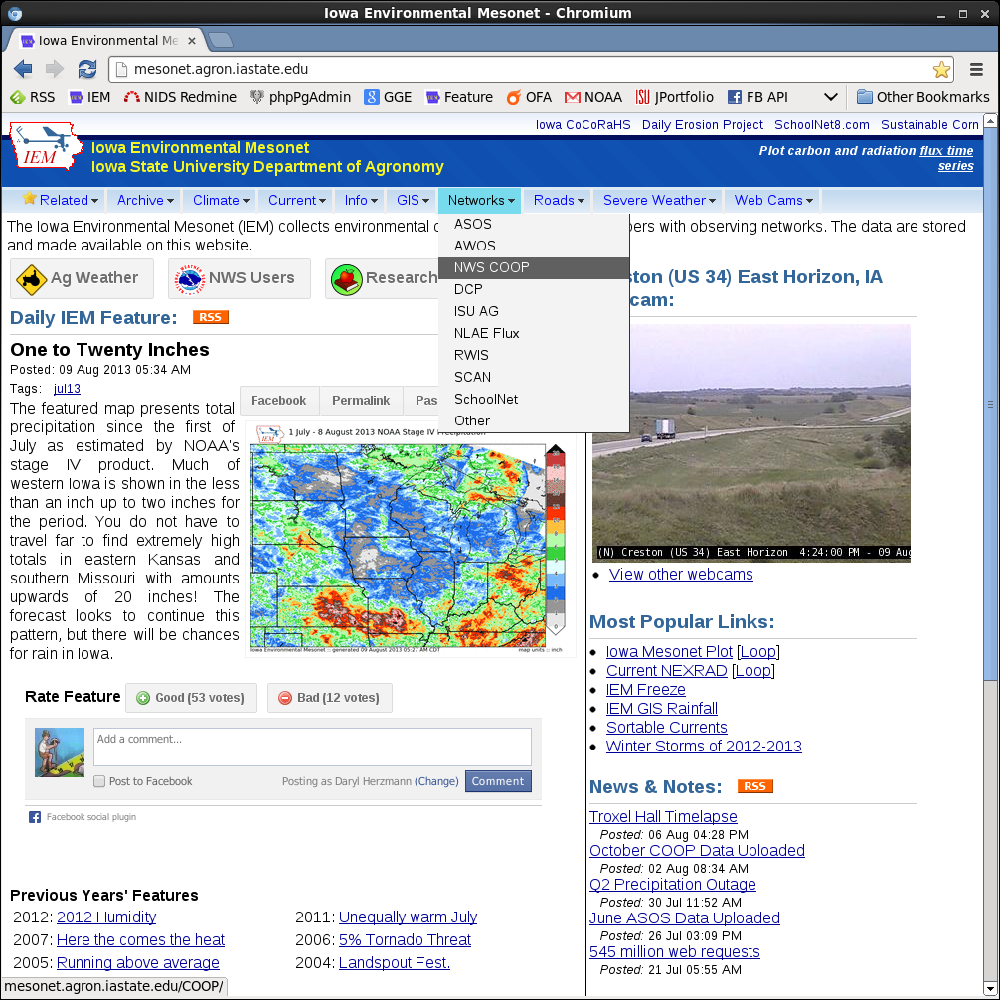 Iowa Environmental Mesonet - Chromium
Iowa Environmental Me
mesonet.agron.iastate.edu
RSS IEM NIDS Redmine phpPgAdmin GGE Feature OFA NOAA JPortfolio FB API Other Bookmarks
Iowa CoCoRaHS Daily Erosion Project SchoolNet8.com Sustainable Corn
IEM
Iowa Environmental Mesonet
Iowa State University Department of Agronomy
Plot carbon and radiation flux time
series
Related Archive Climate Current Info GIS Networks Roads Severe Weather Web Cams
ASOS
AWOS
NWS COOP
DCP
ISU AG
NLAE Flux
RWIS
SCAN
SchoolNet
Other
The Iowa Environmental Mesonet (IEM) collects environmental with observing networks. The data are stored
and made available on this website.
Ag Weather NWS Users Research
Daily IEM Feature: RSS
One to Twenty Inches
Posted: 09 Aug 2013 05:34 AM
Tags: jul13
Facebook Permalink Pas
The featured map presents total
precipitation since the first of
July as estimated by NOAA's
stage IV product. Much of
western Iowa is shown in the less
than an inch up to two inches for
the period. You do not have to
travel far to find extremely high
totals in eastern Kansas and
southern Missouri with amounts
upwards of 20 inches! The
forecast looks to continue this
pattern, but there will be chances
for rain in Iowa.
IEM
1 July - 8 August 2013 NOAA Stage IV Precipitation
Iowa Environmental Mesonet :: generated 09 August 2013 05:27 AM CDT map units :: inch
Rate Feature Good (53 votes) Bad (12 votes)
Add a comment...
Post to Facebook Posting as Daryl Herzmann (Change) Comment
Facebook social plugin
Previous Years' Features
2012: 2012 Humidity 2011: Unequally warm July
2007: Here the comes the heat 2006: 5% Tornado Threat
2005: Running above average 2004: Landspout Fest.
mesonet.agron.iastate.edu/COOP/
ston (US 34) East Horizon, IA
cam:
(N) Creston (US 34) East Horizon 4:24:00 PM - 09 Aug
View other webcams
Most Popular Links:
Iowa Mesonet Plot [Loop]
Current NEXRAD [Loop]
IEM Freeze
IEM GIS Rainfall
Sortable Currents
Winter Storms of 2012-2013
News & Notes: RSS
Troxel Hall Timelapse
Posted: 06 Aug 04:28 PM
October COOP Data Uploaded
Posted: 02 Aug 08:34 AM
Q2 Precipitation Outage
Posted: 30 Jul 11:52 AM
June ASOS Data Uploaded
Posted: 26 Jul 03:09 PM
545 million web requests
Posted: 21 Jul 05:55 AM